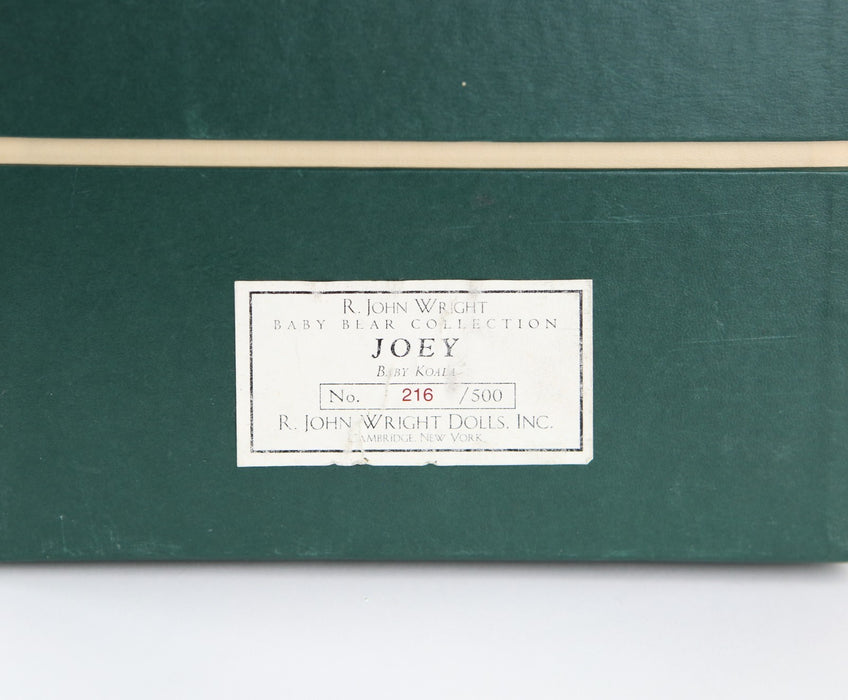 R. JOHN WRIGHT
BABY BEAR COLLECTION
JOEY
BABY KOALA
No. 216 /500
R. JOHN WRIGHT DOLLS, INC.
CAMBRIDGE, NEW YORK